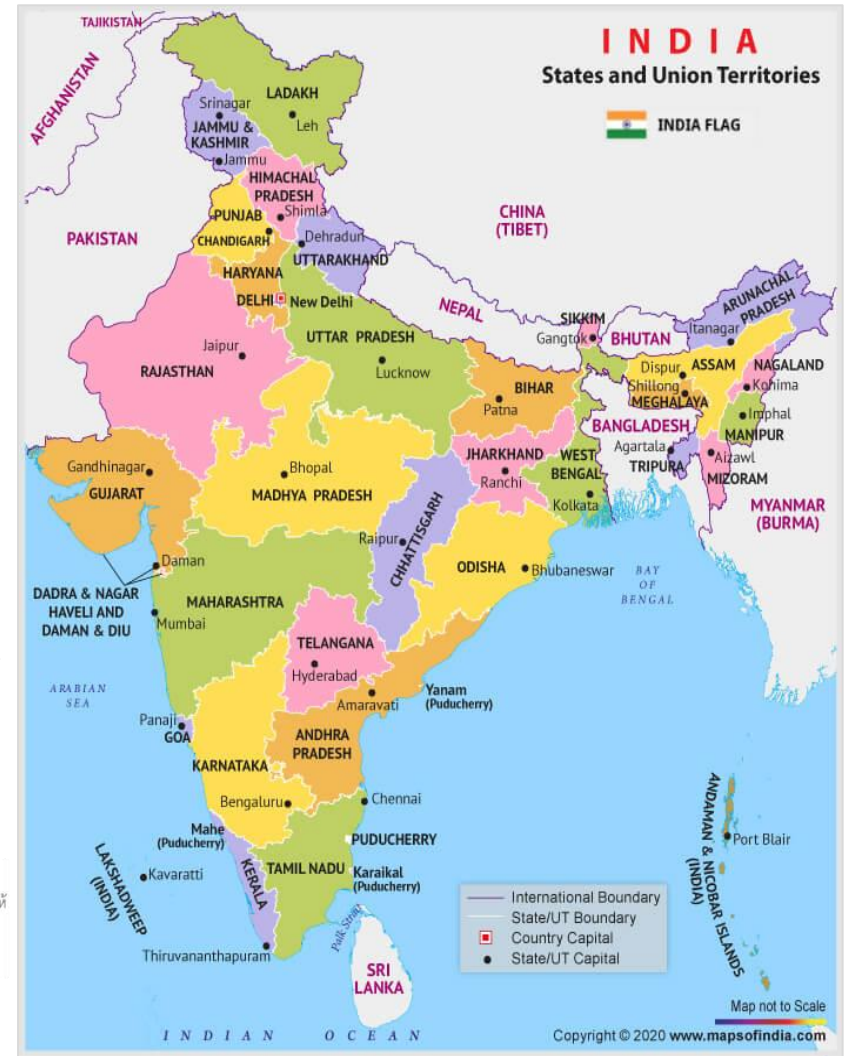 INDIA
States and Union Territories
INDIA FLAG
TAJIKISTAN
AFGHANISTAN
LADAKH
Srinagar
Leh
JAMMU &
KASHMIR
Jammu
HIMACHAL
PRADESH
Shimla
PUNJAB
CHANDIGARH
CHINA
(TIBET)
PAKISTAN
Dehradun
UTTARAKHAND
HARYANA
DELHI
New Delhi
NEPAL
ARUNACHAL
PRADESH
Itanagar
SIKKIM
Gangtok
BHUTAN
UTTAR PRADESH
Lucknow
Jaipur
RAJASTHAN
BIHAR
Patna
Dispur
ASSAM
NAGALAND
Shillong
MEGHALAYA
Kohima
Imphal
MANIPUR
BANGLADESH
Agartala
TRIPURA
Aizawl
MIZORAM
MYANMAR
(BURMA)
JHARKHAND
Ranchi
WEST
BENGAL
Kolkata
Gandhinagar
GUJARAT
Bhopal
MADHYA PRADESH
Raipur
CHHATTISGARH
ODISHA
Bhubaneswar
BAY
OF
BENGAL
Daman
DADRA & NAGAR
HAVELI AND
DAMAN & DIU
MAHARASHTRA
Mumbai
TELANGANA
Hyderabad
ARABIAN
SEA
Amaravati
Yanam
(Puducherry)
Panaji
GOA
ANDHRA
PRADESH
KARNATAKA
Bengaluru
Chennai
Mahe
(Puducherry)
PUDUCHERRY
KERALA
TAMIL NADU
Karaikal
(Puducherry)
LAKSHADWEEP
(INDIA)
Kavaratti
Thiruvananthapuram
Palk Strait
SRI
LANKA
ANDAMAN & NICOBAR ISLANDS
(INDIA)
Port Blair
International Boundary
State/UT Boundary
Country Capital
State/UT Capital
Map not to Scale
INDIAN OCEAN
Copyright © 2020 www.mapsofindia.com